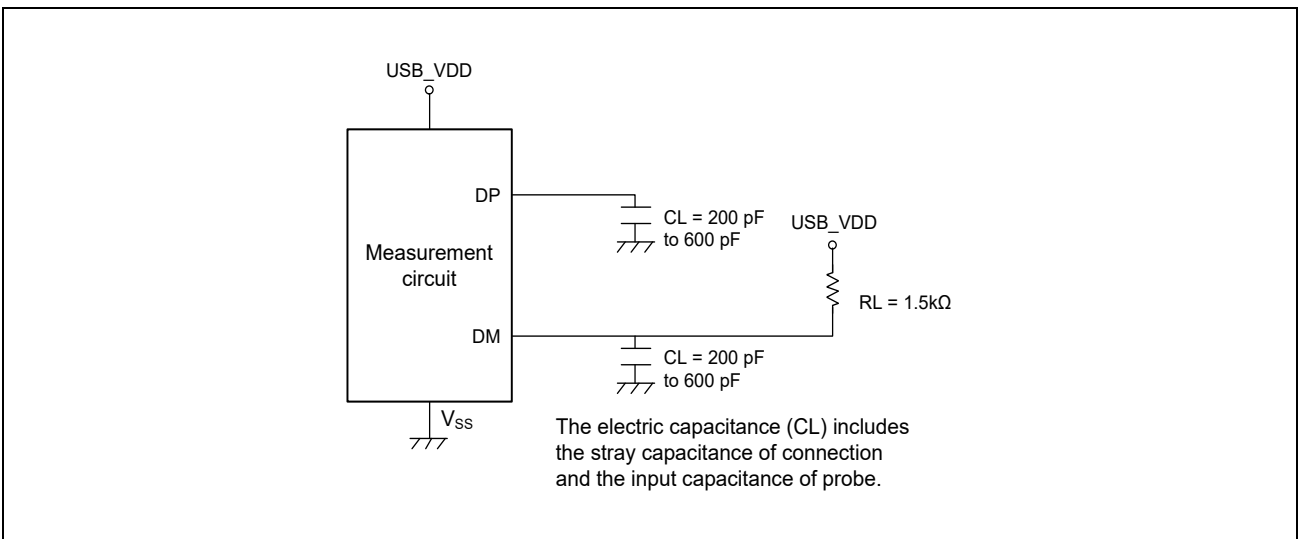 USB_VDD
DP
CL = 200 pF
to 600 pF
USB_VDD
Measurement
circuit
RL = 1.5kΩ
DM
CL = 200 pF
to 600 pF
VSS
The electric capacitance (CL) includes
the stray capacitance of connection
and the input capacitance of probe.